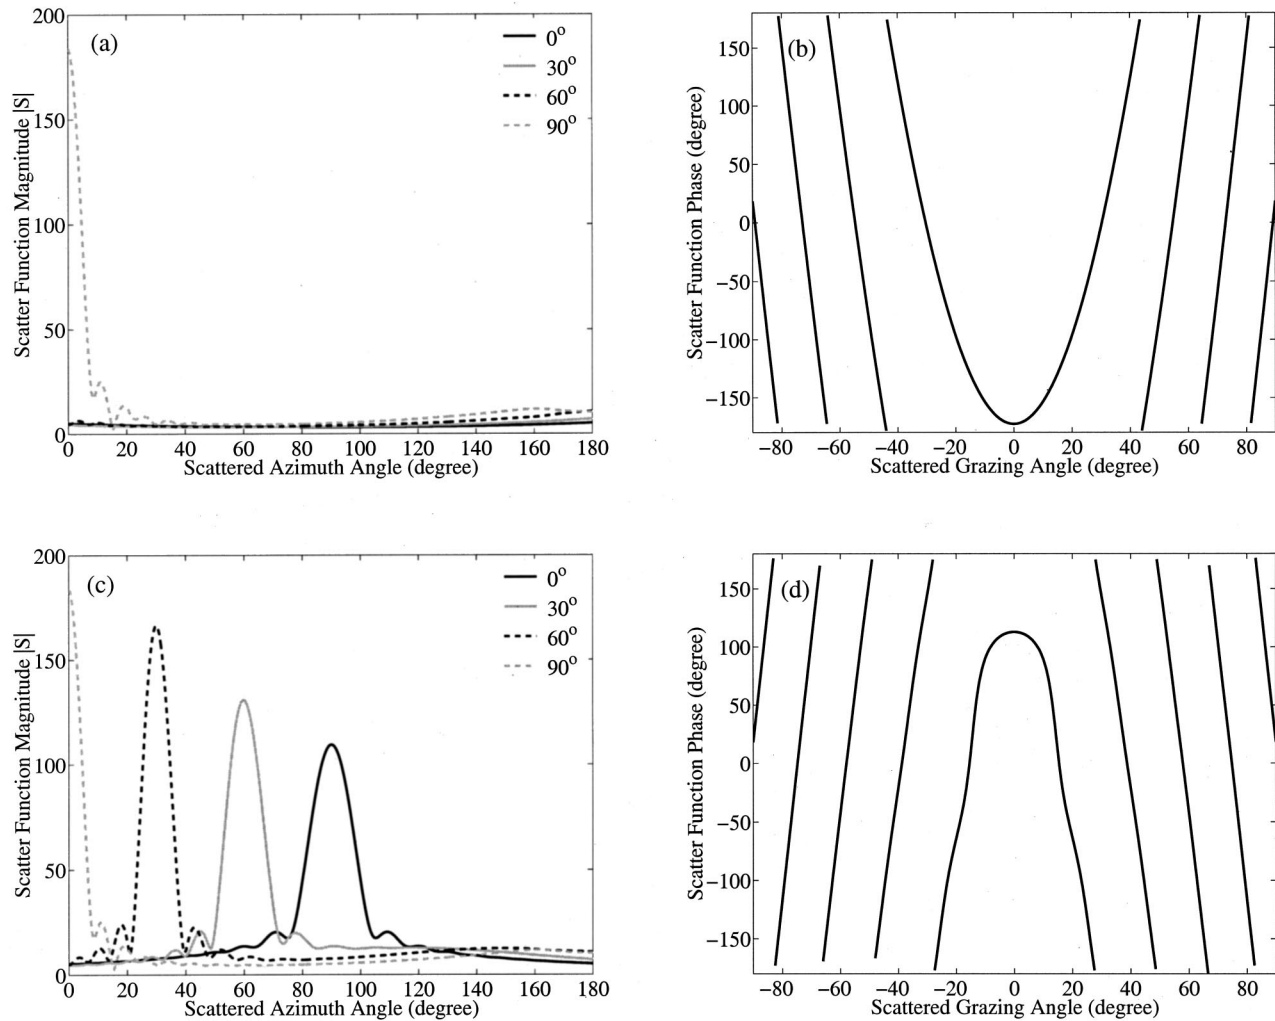 (a)
0°
30°
60°
90°
200
150
100
50
0
0 20 40 60 80 100 120 140 160 180
Scattered Azimuth Angle (degree)
Scatter Function Magnitude |S|
(b)
150
100
50
0
−50
−100
−150
−80 −60 −40 −20 0 20 40 60 80
Scattered Grazing Angle (degree)
Scatter Function Phase (degree)
(c)
0°
30°
60°
90°
200
150
100
50
0
0 20 40 60 80 100 120 140 160 180
Scattered Azimuth Angle (degree)
Scatter Function Magnitude |S|
(d)
150
100
50
0
−50
−100
−150
−80 −60 −40 −20 0 20 40 60 80
Scattered Grazing Angle (degree)
Scatter Function Phase (degree)